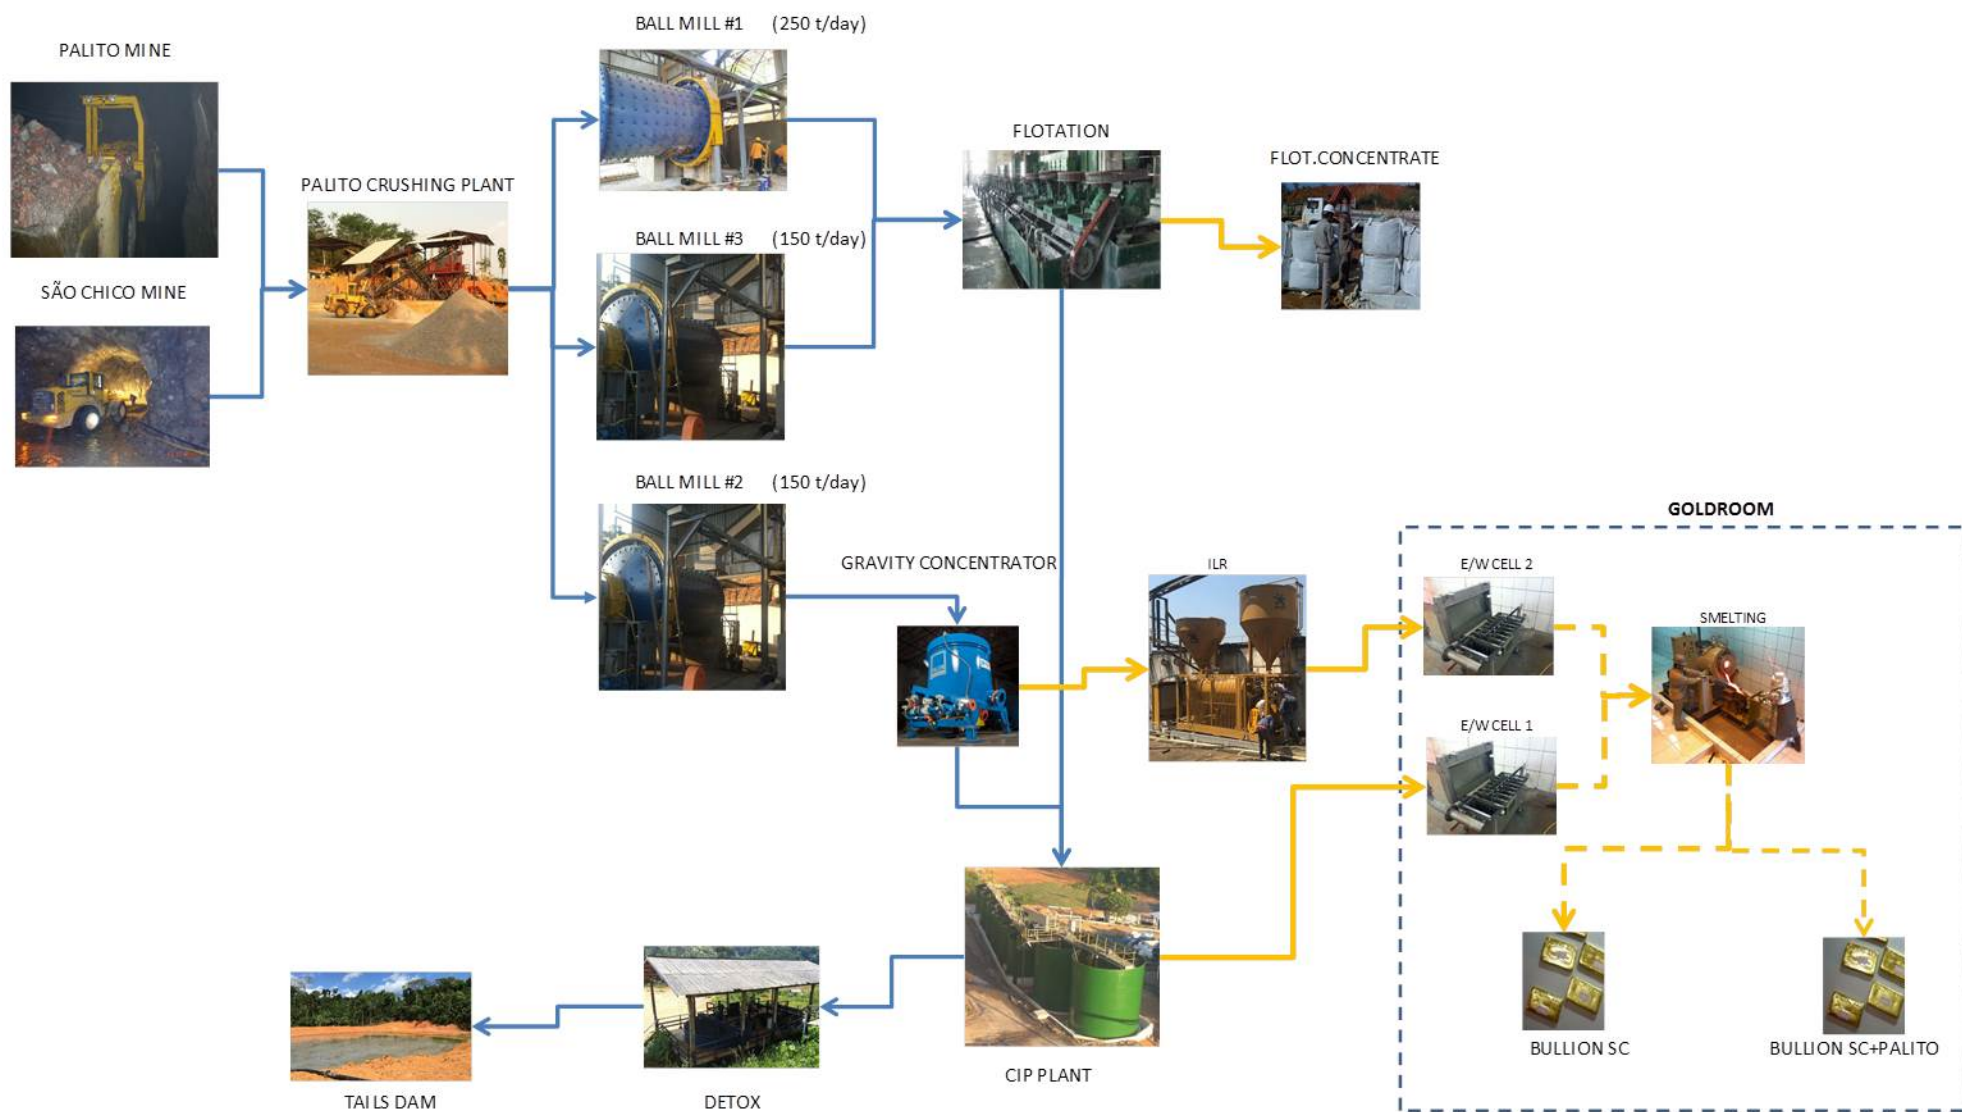 BALL MILL #1 (250 t/day)
PALITO MINE
FLOTATION
FLOT.CONCENTRATE
PALITO CRUSHING PLANT
BALL MILL #3 (150 t/day)
SÃO CHICO MINE
BALL MILL #2 (150 t/day)
GOLDROOM
GRAVITY CONCENTRATOR
ILR
E/W CELL 2
SMELTING
E/W CELL 1
BULLION SC
BULLION SC+PALITO
CIP PLANT
TAILS DAM
DETOX